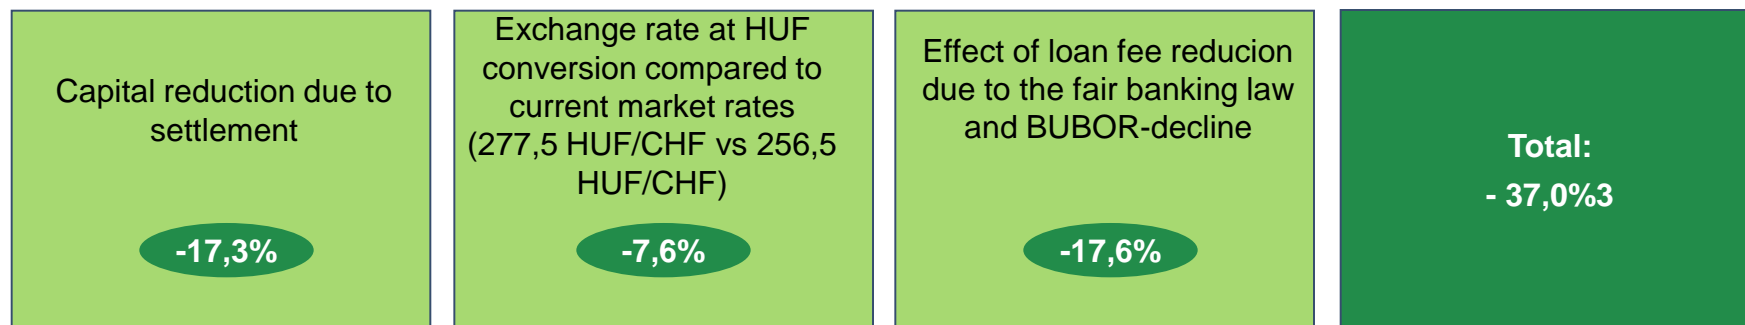 Capital reduction due to
settlement
-17,3%
Exchange rate at HUF
conversion compared to
current market rates
(277,5 HUF/CHF vs 256,5
HUF/CHF)
-7,6%
Effect of loan fee reducion
due to the fair banking law
and BUBOR-decline
-17,6%
Total:
- 37,0%3